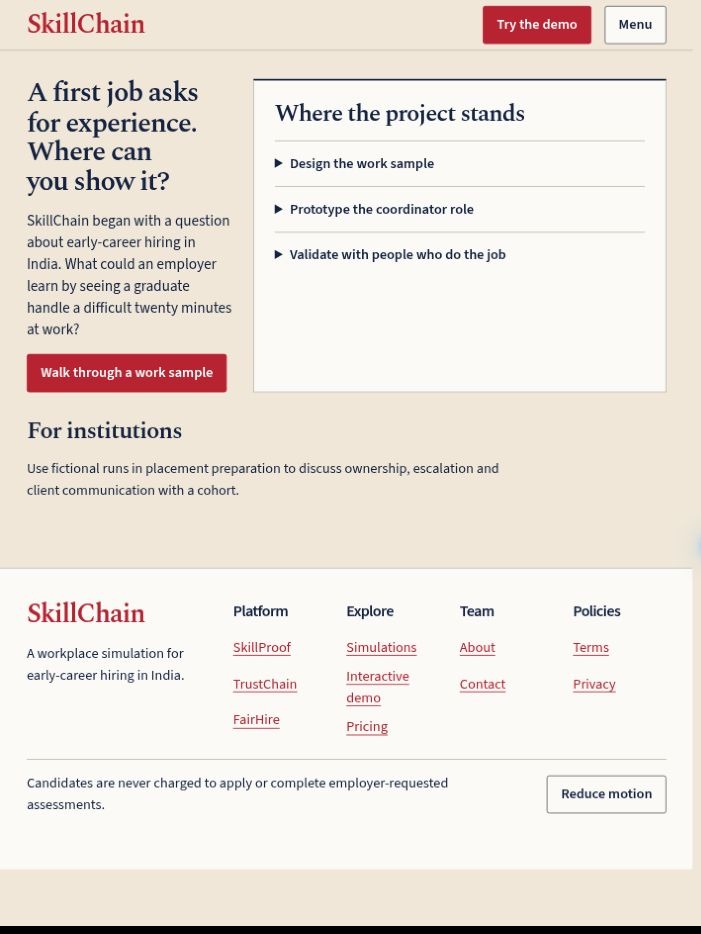 SkillChain
Try the demo
Menu
A first job asks
for experience.
Where can
you show it?
SkillChain began with a question
about early-career hiring in
India. What could an employer
learn by seeing a graduate
handle a difficult twenty minutes
at work?
Walk through a work sample
Where the project stands
Design the work sample
Prototype the coordinator role
Validate with people who do the job
For institutions
Use fictional runs in placement preparation to discuss ownership, escalation and
client communication with a cohort.
SkillChain
A workplace simulation for
early-career hiring in India.
Platform
SkillProof
TrustChain
FairHire
Explore
Simulations
Interactive
demo
Pricing
Team
About
Contact
Policies
Terms
Privacy
Candidates are never charged to apply or complete employer-requested
assessments.
Reduce motion